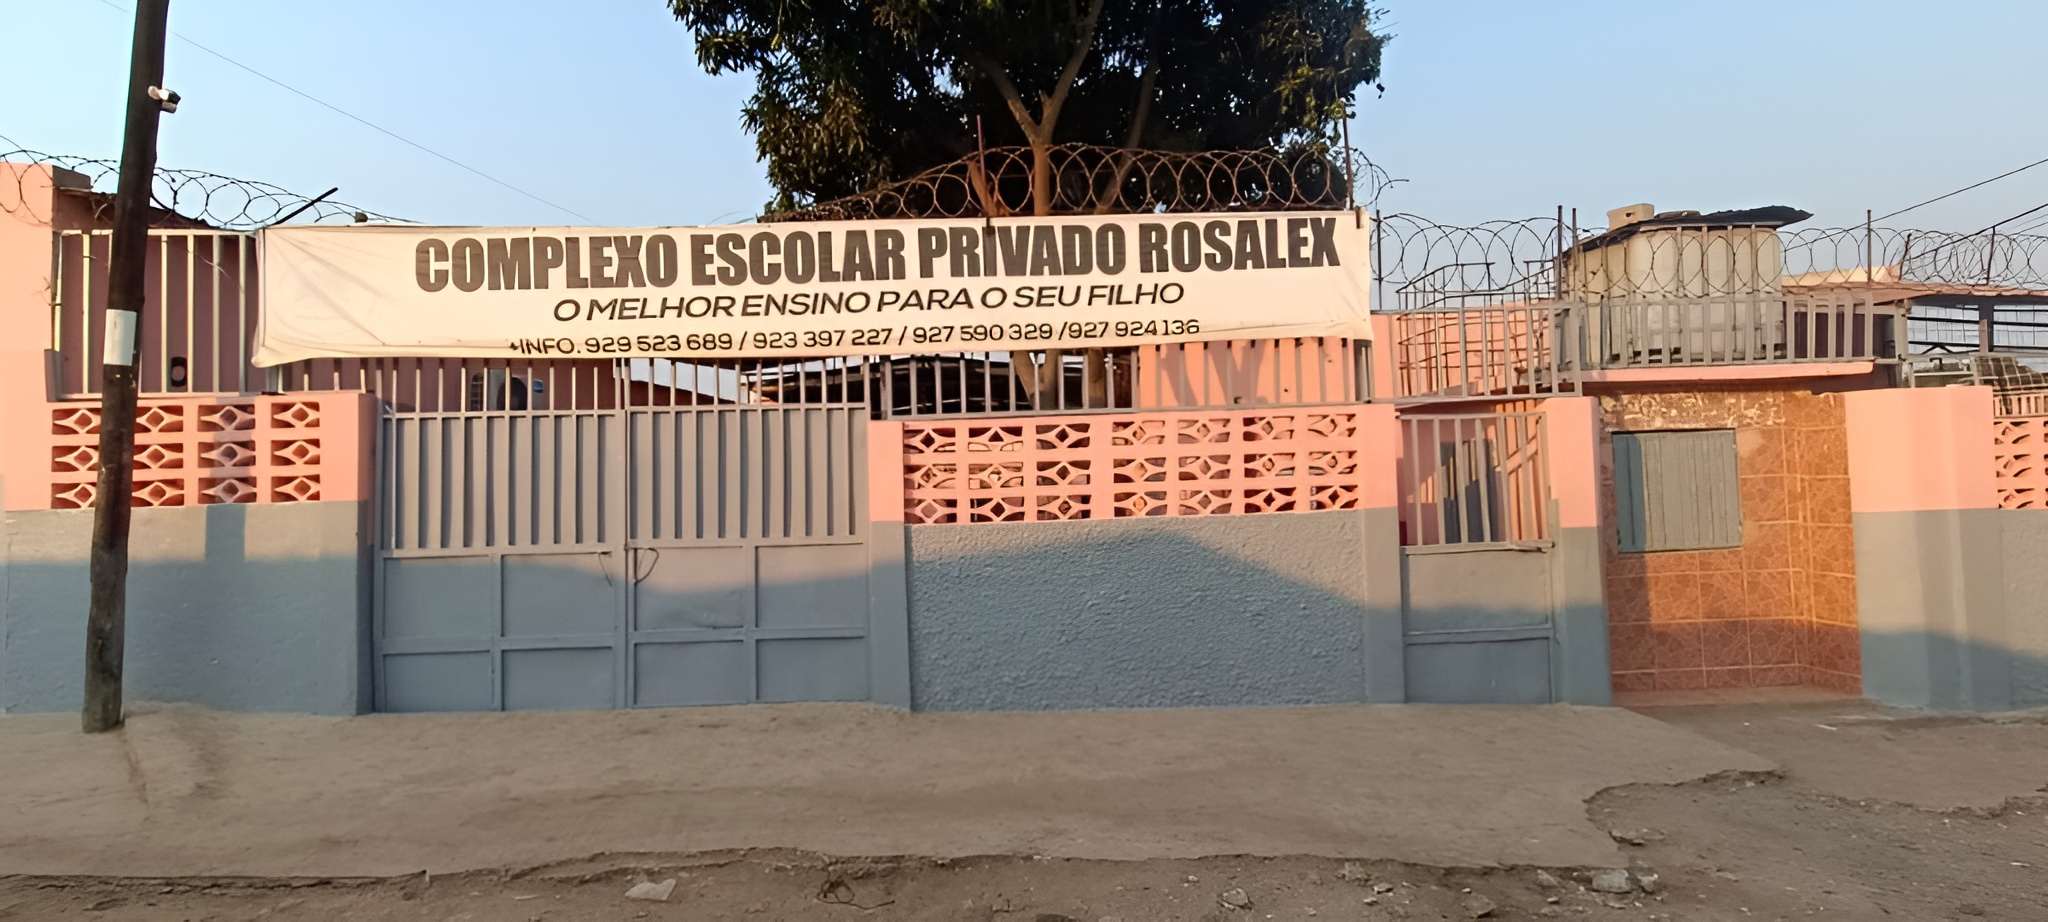 COMPLEXO ESCOLAR PRIVADO ROSALEX
O MELHOR ENSINO PARA O SEU FILHO
+INFO. 929 523 689 / 923 397 227 / 927 590 329 /927 924 136